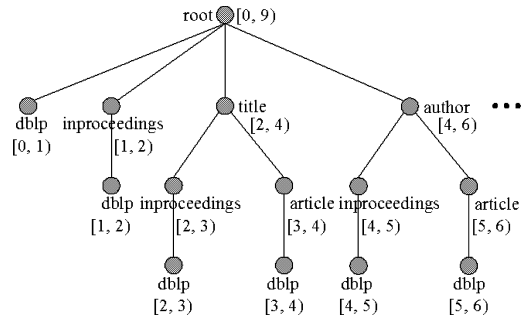 root [0, 9)
title author ...
dblp inproceedings [2, 4) [4, 6)
[0, 1) [1, 2)
dblp inproceedings article inproceedings article
[1, 2) [2, 3) [3, 4) [4, 5) [5, 6)
dblp dblp dblp dblp
[2, 3) [3, 4) [4, 5) [5, 6)